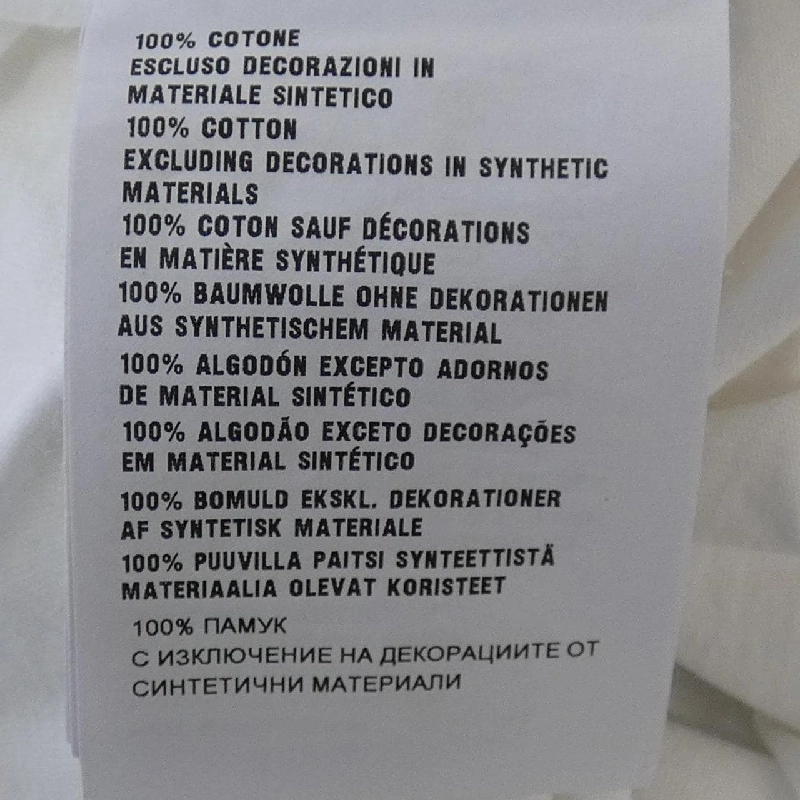 100% COTONE
ESCLUSO DECORAZIONI IN
MATERIALE SINTETICO
100% COTTON
EXCLUDING DECORATIONS IN SYNTHETIC
MATERIALS
100% COTON SAUF DÉCORATIONS
EN MATIÈRE SYNTHÉTIQUE
100% BAUMWOLLE OHNE DEKORATIONEN
AUS SYNTHETISCHEM MATERIAL
100% ALGODÓN EXCEPTO ADORNOS
DE MATERIAL SINTÉTICO
100% ALGODÃO EXCETO DECORAÇÕES
EM MATERIAL SINTÉTICO
100% BOMULD EKSKL. DEKORATIONER
AF SYNTETISK MATERIALE
100% PUUVILLA PAITSI SYNTEETTISTÄ
MATERIAALIA OLEVAT KORISTEET
100% ПАМУК
С ИЗКЛЮЧЕНИЕ НА ДЕКОРАЦИИТЕ ОТ
СИНТЕТИЧНИ МАТЕРИАЛИ